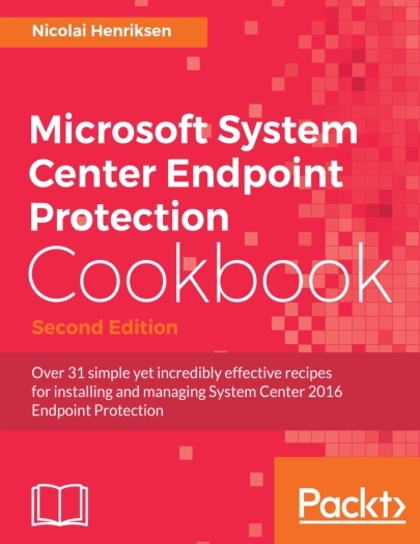 Nicolai Henriksen
Microsoft System
Center Endpoint
Protection
Cookbook
Second Edition
Over 31 simple yet incredibly effective recipes
for installing and managing System Center 2016
Endpoint Protection
Packt>